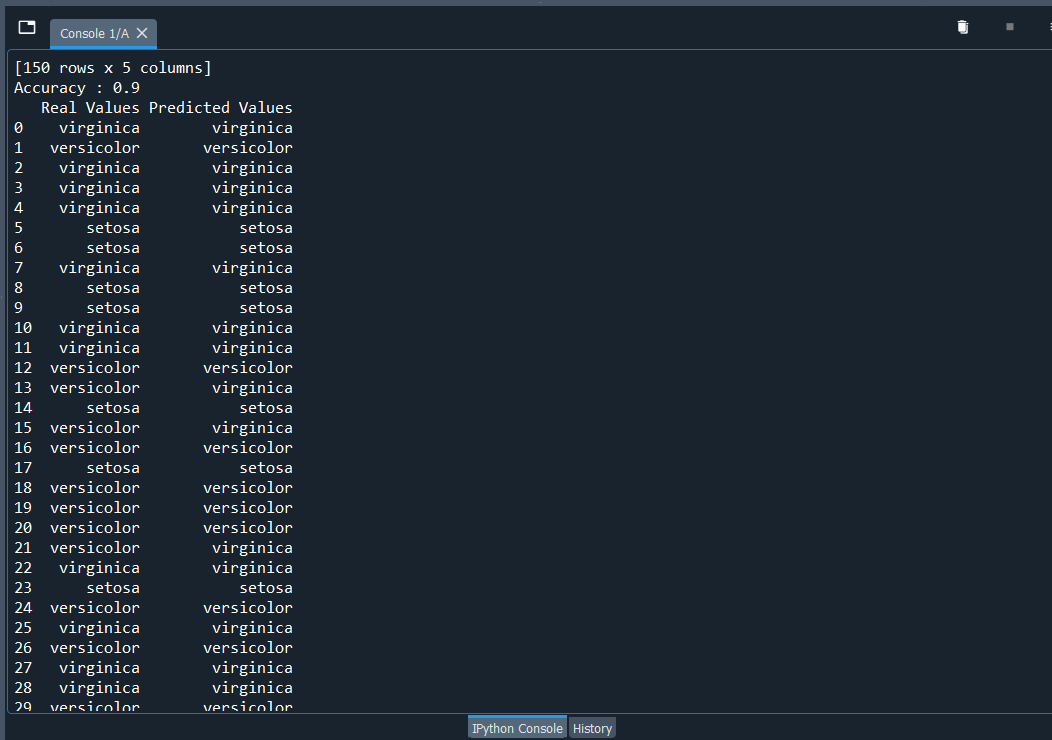 Console 1/A
[150 rows x 5 columns]
Accuracy : 0.9
   Real Values Predicted Values
0    virginica        virginica
1   versicolor       versicolor
2    virginica        virginica
3    virginica        virginica
4    virginica        virginica
5       setosa           setosa
6       setosa           setosa
7    virginica        virginica
8       setosa           setosa
9       setosa           setosa
10   virginica        virginica
11   virginica        virginica
12  versicolor       versicolor
13  versicolor        virginica
14      setosa           setosa
15  versicolor        virginica
16  versicolor       versicolor
17      setosa           setosa
18  versicolor       versicolor
19  versicolor       versicolor
20  versicolor       versicolor
21  versicolor        virginica
22   virginica        virginica
23      setosa           setosa
24  versicolor       versicolor
25   virginica        virginica
26  versicolor       versicolor
27   virginica        virginica
28   virginica        virginica
29  versicolor       versicolor
IPython Console History